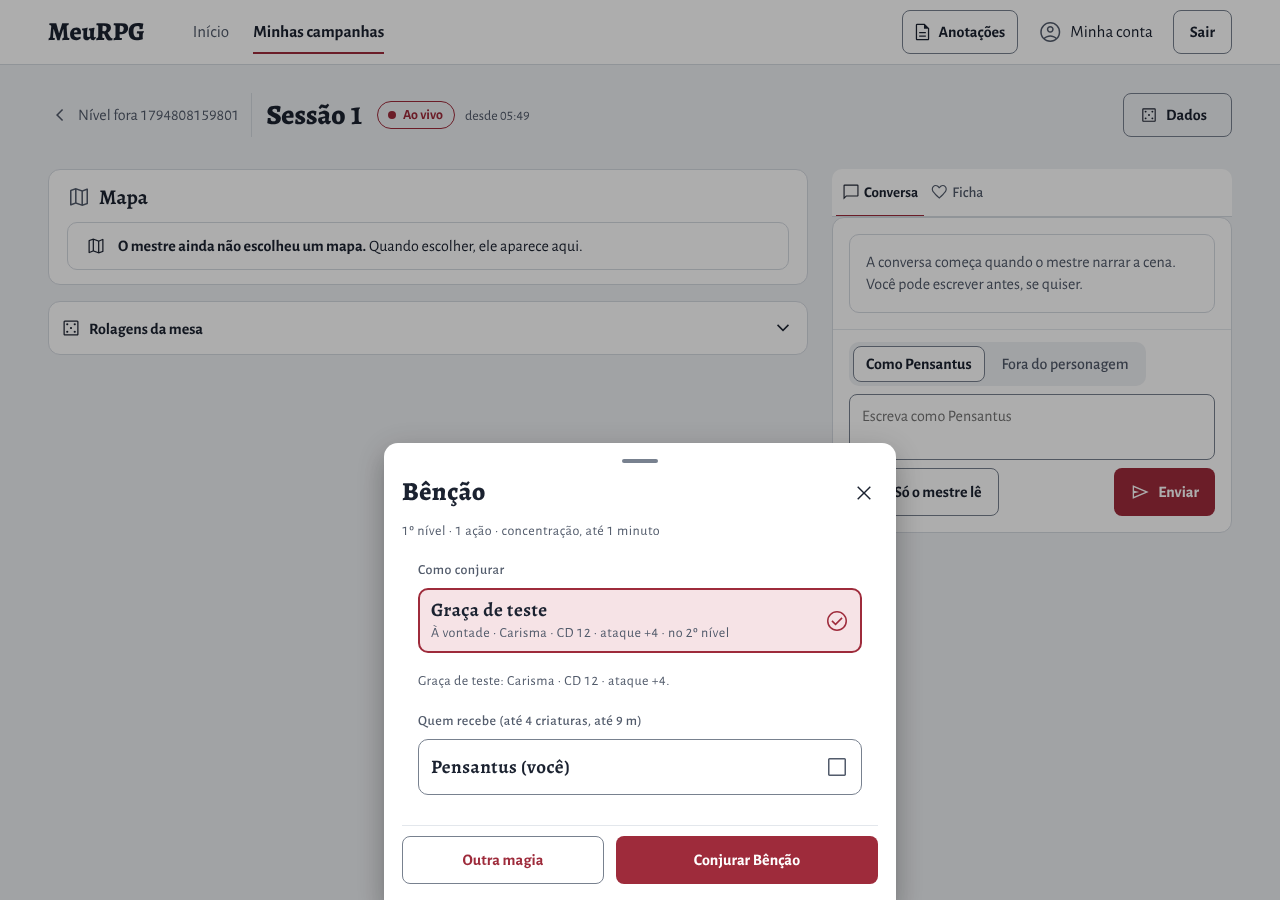 MeuRPG
Início
Minhas campanhas
Anotações
Minha conta
Sair
Nível fora 1794808159801
Sessão 1
Ao vivo
desde 05:49
Dados
Mapa
O mestre ainda não escolheu um mapa. Quando escolher, ele aparece aqui.
Rolagens da mesa
Conversa
Ficha
A conversa começa quando o mestre narrar a cena.
Você pode escrever antes, se quiser.
Como Pensantus
Fora do personagem
Escreva como Pensantus
Só o mestre lê
Enviar
Bênção
1º nível · 1 ação · concentração, até 1 minuto
Como conjurar
Graça de teste
À vontade · Carisma · CD 12 · ataque +4 · no 2º nível
Graça de teste: Carisma · CD 12 · ataque +4.
Quem recebe (até 4 criaturas, até 9 m)
Pensantus (você)
Outra magia
Conjurar Bênção